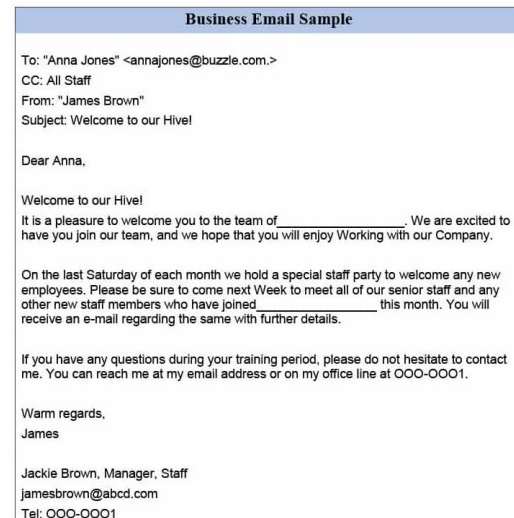 Business Email Sample
To: "Anna Jones" <annajones@buzzle.com.>
CC: All Staff
From: "James Brown"
Subject: Welcome to our Hive!
Dear Anna,
Welcome to our Hive!
It is a pleasure to welcome you to the team of___________________. We are excited to
have you join our team, and we hope that you will enjoy Working with our Company.
On the last Saturday of each month we hold a special staff party to welcome any new
employees. Please be sure to come next Week to meet all of our senior staff and any
other new staff members who have joined__________________ this month. You will
receive an e-mail regarding the same with further details.
If you have any questions during your training period, please do not hesitate to contact
me. You can reach me at my email address or on my office line at OOO-OOO1.
Warm regards,
James
Jackie Brown, Manager, Staff
jamesbrown@abcd.com
Tel: OOO-OOO1